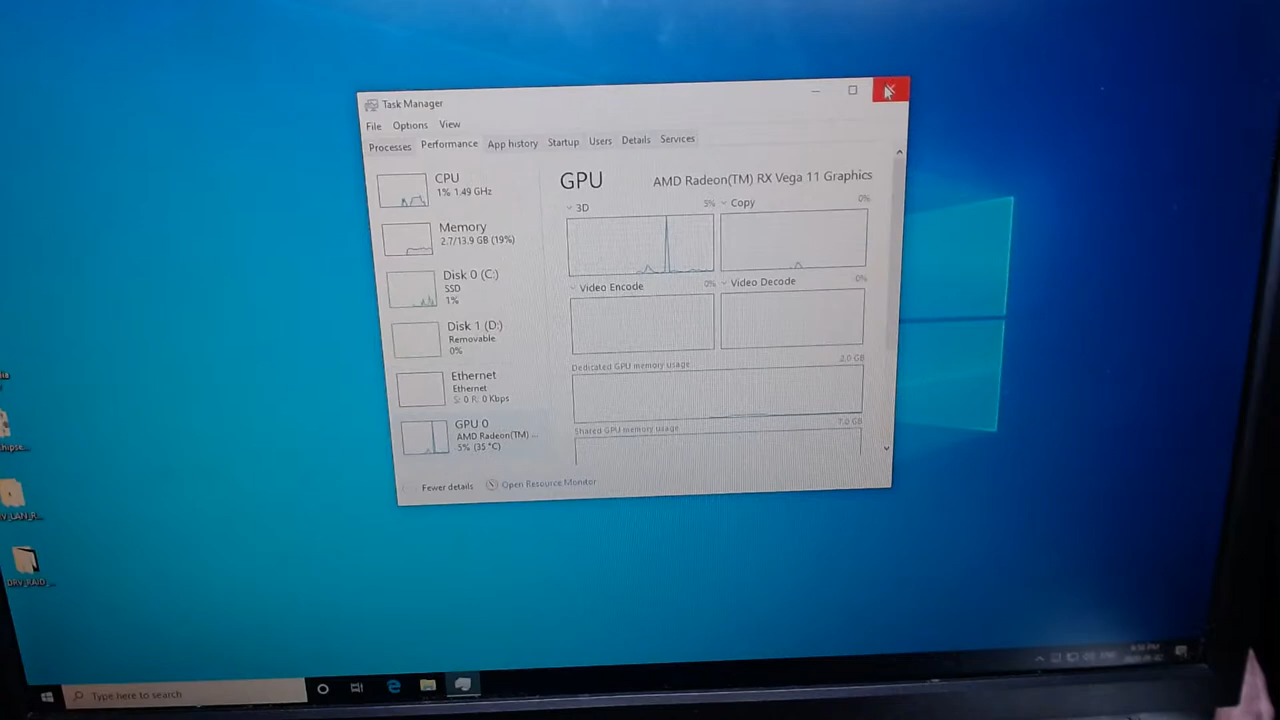 Task Manager
File Options View
Processes Performance App history Startup Users Details Services
CPU
1% 1.49 GHz
Memory
2.7/13.9 GB (19%)
Disk 0 (C:)
SSD
1%
Disk 1 (D:)
Removable
0%
Ethernet
Ethernet
S: 0 R: 0 Kbps
GPU 0
AMD Radeon(TM) ...
5% (35 °C)
GPU AMD Radeon(TM) RX Vega 11 Graphics
3D 5% Copy 0%
Video Encode 0% Video Decode 0%
Dedicated GPU memory usage 2.0 GB
Shared GPU memory usage 7.0 GB
Fewer details Open Resource Monitor
DRV_RAID_...
Type here to search